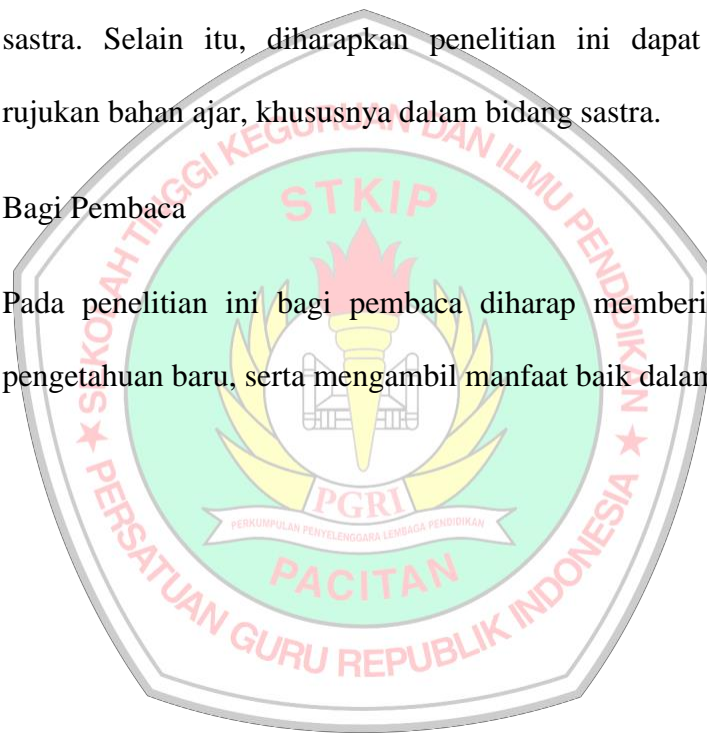 sastra. Selain itu, diharapkan penelitian ini dapat
rujukan bahan ajar, khususnya dalam bidang sastra.
Bagi Pembaca
Pada penelitian ini bagi pembaca diharap memberi
pengetahuan baru, serta mengambil manfaat baik dalam
SEKOLAH TINGGI KEGURUAN DAN ILMU PENDIDIKAN
STKIP
PGRI
PERKUMPULAN PENYELENGGARA LEMBAGA PENDIDIKAN
PACITAN
★ PERSATUAN GURU REPUBLIK INDONESIA ★